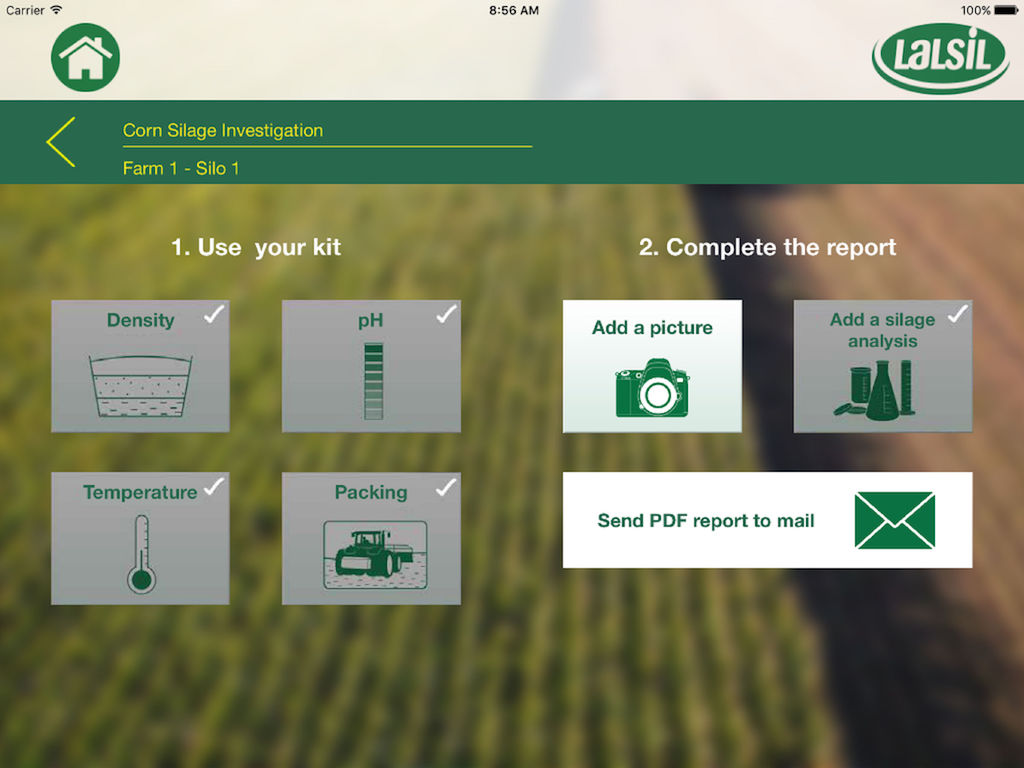 Carrier 8:56 AM 100%
LALSIL
Corn Silage Investigation
Farm 1 - Silo 1
1. Use  your kit
2. Complete the report
Density
pH
Add a picture
Add a silage
analysis
Temperature
Packing
Send PDF report to mail